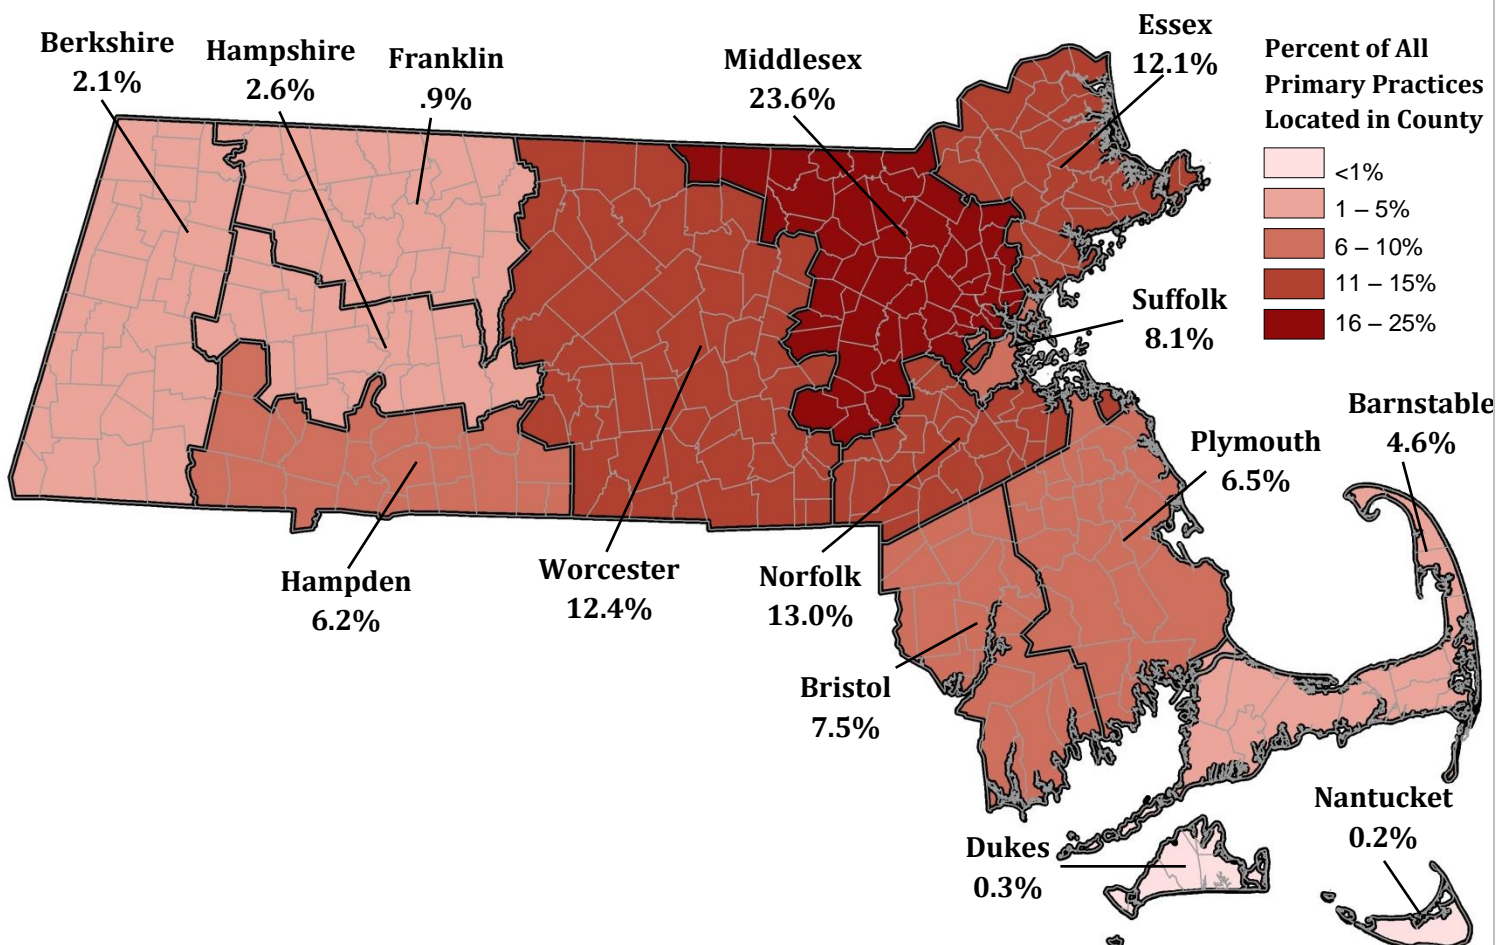 Berkshire
2.1%
Hampshire
2.6%
Franklin
.9%
Middlesex
23.6%
Essex
12.1%
Percent of All
Primary Practices
Located in County
<1%
1 – 5%
6 – 10%
11 – 15%
16 – 25%
Suffolk
8.1%
Barnstable
4.6%
Plymouth
6.5%
Hampden
6.2%
Worcester
12.4%
Norfolk
13.0%
Bristol
7.5%
Dukes
0.3%
Nantucket
0.2%